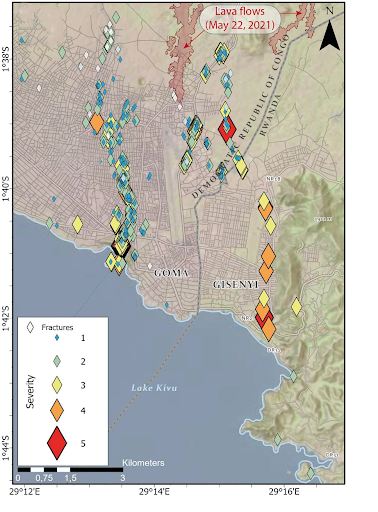 Lava flows
(May 22, 2021)
N
1°38'S
1°40'S
1°42'S
1°44'S
DEMOCRATIC REPUBLIC OF CONGO
RWANDA
GOMA
GISENYI
Lake Kivu
Fractures
Severity
1
2
3
4
5
Kilometers
0 0,75 1,5 3
29°12'E 29°14'E 29°16'E